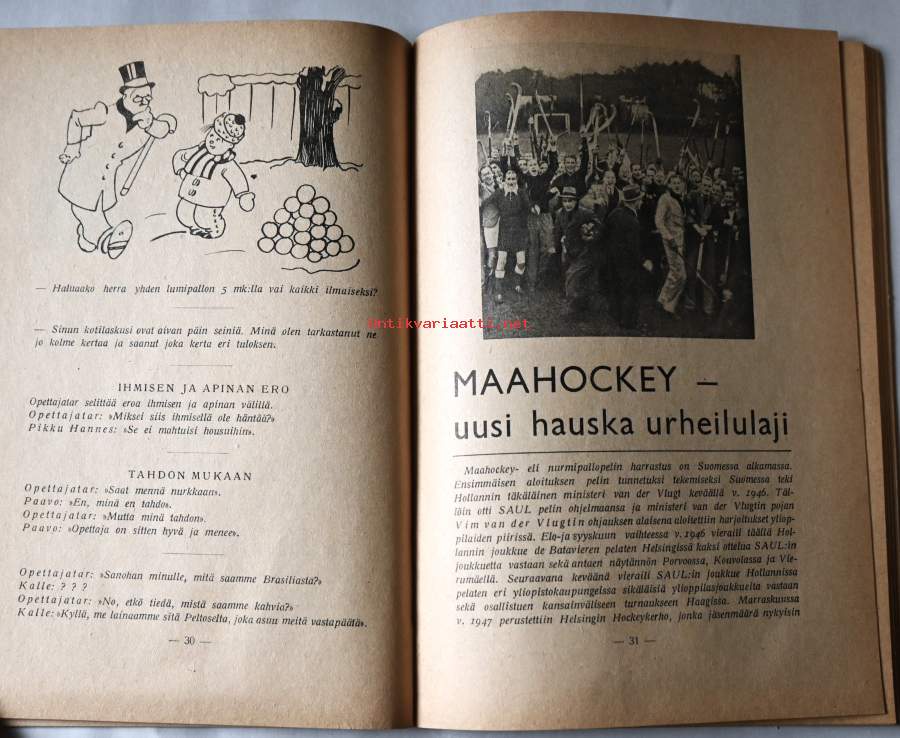 — Haluaako herra yhden lumipallon 5 mk:lla vai kaikki ilmaiseksi?
— Sinun kotilaskusi ovat aivan päin seiniä. Minä olen tarkastanut ne
jo kolme kertaa ja saanut joka kerta eri tuloksen.
IHMISEN JA APINAN ERO
Opettajatar selittää eroa ihmisen ja apinan välillä.
Opettajatar: »Miksei siis ihmisellä ole häntää?»
Pikku Hannes: »Se ei mahtuisi housuihin».
TAHDON MUKAAN
Opettajatar: »Saat mennä nurkkaan».
Paavo: »En, minä en tahdo».
Opettajatar: »Mutta minä tahdon».
Paavo: »Opettaja on sitten hyvä ja menee».
Opettajatar: »Sanohan minulle, mitä saamme Brasiliasta?»
Kalle: ? ? ?
Opettajatar: »No, etkö tiedä, mistä saamme kahvia?»
Kalle: »Kyllä, me lainaamme sitä Peltoselta, joka asuu meitä vastapäätä».
— 30 —
antikvariaatti.net
MAAHOCKEY —
uusi hauska urheilulaji
Maahockey- eli nurmipallopelin harrastus on Suomessa alkamassa.
Ensimmäisen aloituksen pelin tunnetuksi tekemiseksi Suomessa teki
Hollannin täkäläinen ministeri van der Vlugt keväällä v. 1946. Täl-
löin otti SAUL pelin ohjelmaansa ja ministeri van der Vlugtin pojan
Vim van der Vlugtin ohjauksen alaisena aloitettiin harjoitukset yliop-
pilaiden piirissä. Elo- ja syyskuun vaihteessa v. 1946 vieraili täällä Hol-
lannin joukkue de Batavieren pelaten Helsingissä kaksi ottelua SAUL:in
joukkuetta vastaan sekä antaen näytännön Porvoossa, Kouvolassa ja Vie-
rumäellä. Seuraavana keväänä vieraili SAUL:in joukkue Hollannissa
pelaten eri yliopistokaupungeissa sikäläisiä ylioppilasjoukkueita vastaan
sekä osallistuen kansainväliseen turnaukseen Haagissa. Marraskuussa
v. 1947 perustettiin Helsingin Hockeykerho, jonka jäsenmäärä nykyisin
— 31 —